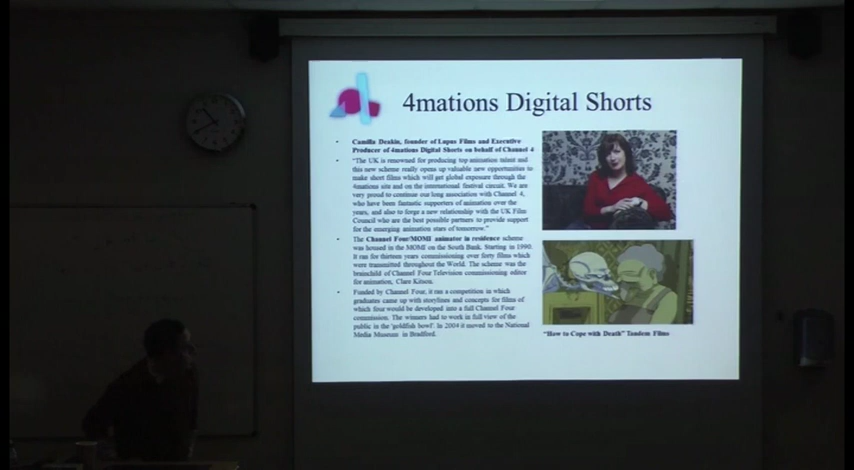 4mations Digital Shorts
Camilla Deakin, founder of Lupus Films and Executive
Producer of 4mations Digital Shorts on behalf of Channel 4
"The UK is renowned for producing top animation talent and
this new scheme really opens up valuable new opportunities to
make short films which will get global exposure through the
4mations site and on the international festival circuit. We are
very proud to continue our long association with Channel 4,
who have been fantastic supporters of animation over the
years, and also to forge a new relationship with the UK Film
Council who are the best possible partners to provide support
for the emerging animation stars of tomorrow."
The Channel Four/MOMI animator in residence scheme
was housed in the MOMI on the South Bank. Starting in 1990.
It ran for thirteen years commissioning over forty films which
were transmitted throughout the World. The scheme was the
brainchild of Channel Four Television commissioning editor
for animation, Clare Kitson.
Funded by Channel Four, it ran a competition in which
graduates came up with storylines and concepts for films of
which four would be developed into a full Channel Four
commission. The winners had to work in full view of the
public in the 'goldfish bowl'. In 2004 it moved to the National
Media Museum in Bradford.
"How to Cope with Death" Tandem Films